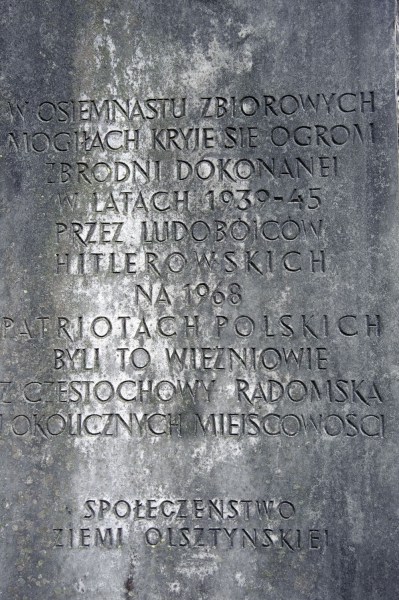 W OSIEMNASTU ZBIOROWYCH
MOGIŁACH KRYJE SIĘ OGROM
ZBRODNI DOKONANEJ
W LATACH 1939-45
PRZEZ LUDOBÓJCÓW
HITLEROWSKICH
NA 1968
PATRIOTACH POLSKICH
BYLI TO WIĘŹNIOWIE
Z CZĘSTOCHOWY RADOMSKA
I OKOLICZNYCH MIEJSCOWOŚCI
SPOŁECZEŃSTWO
ZIEMI OLSZTYŃSKIEJ